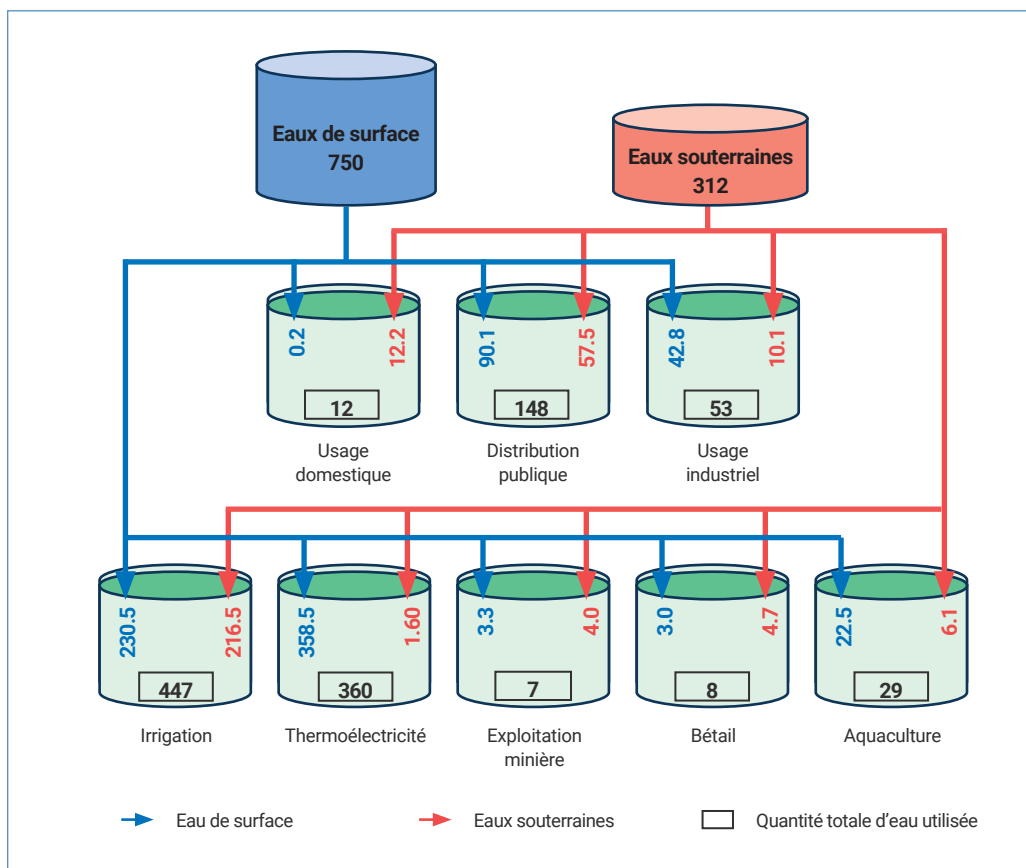 Eaux de surface
750
Eaux souterraines
312
0.2
12.2
90.1
57.5
42.8
10.1
12
148
53
Usage
domestique
Distribution
publique
Usage
industriel
230.5
216.5
358.5
1.60
3.3
4.0
3.0
4.7
22.5
6.1
447
360
7
8
29
Irrigation
Thermoélectricité
Exploitation
minière
Bétail
Aquaculture
Eau de surface
Eaux souterraines
Quantité totale d’eau utilisée